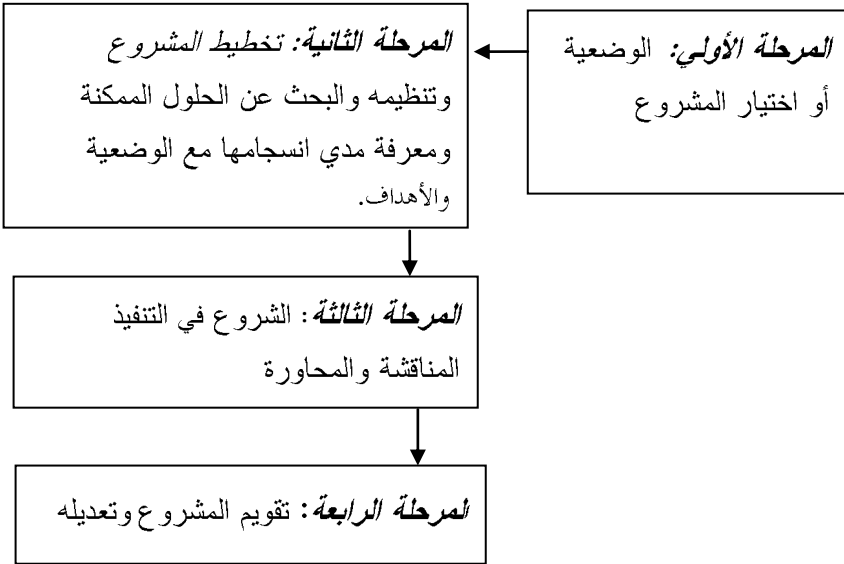 المرحلة الأولي: الوضعية
أو اختيار المشروع
المرحلة الثانية: تخطيط المشروع
وتنظيمه والبحث عن الحلول الممكنة
ومعرفة مدي انسجامها مع الوضعية
والأهداف.
المرحلة الثالثة: الشروع في التنفيذ
المناقشة والمحاورة
لمرحلة الرابعة: تقويم المشروع وتعديله